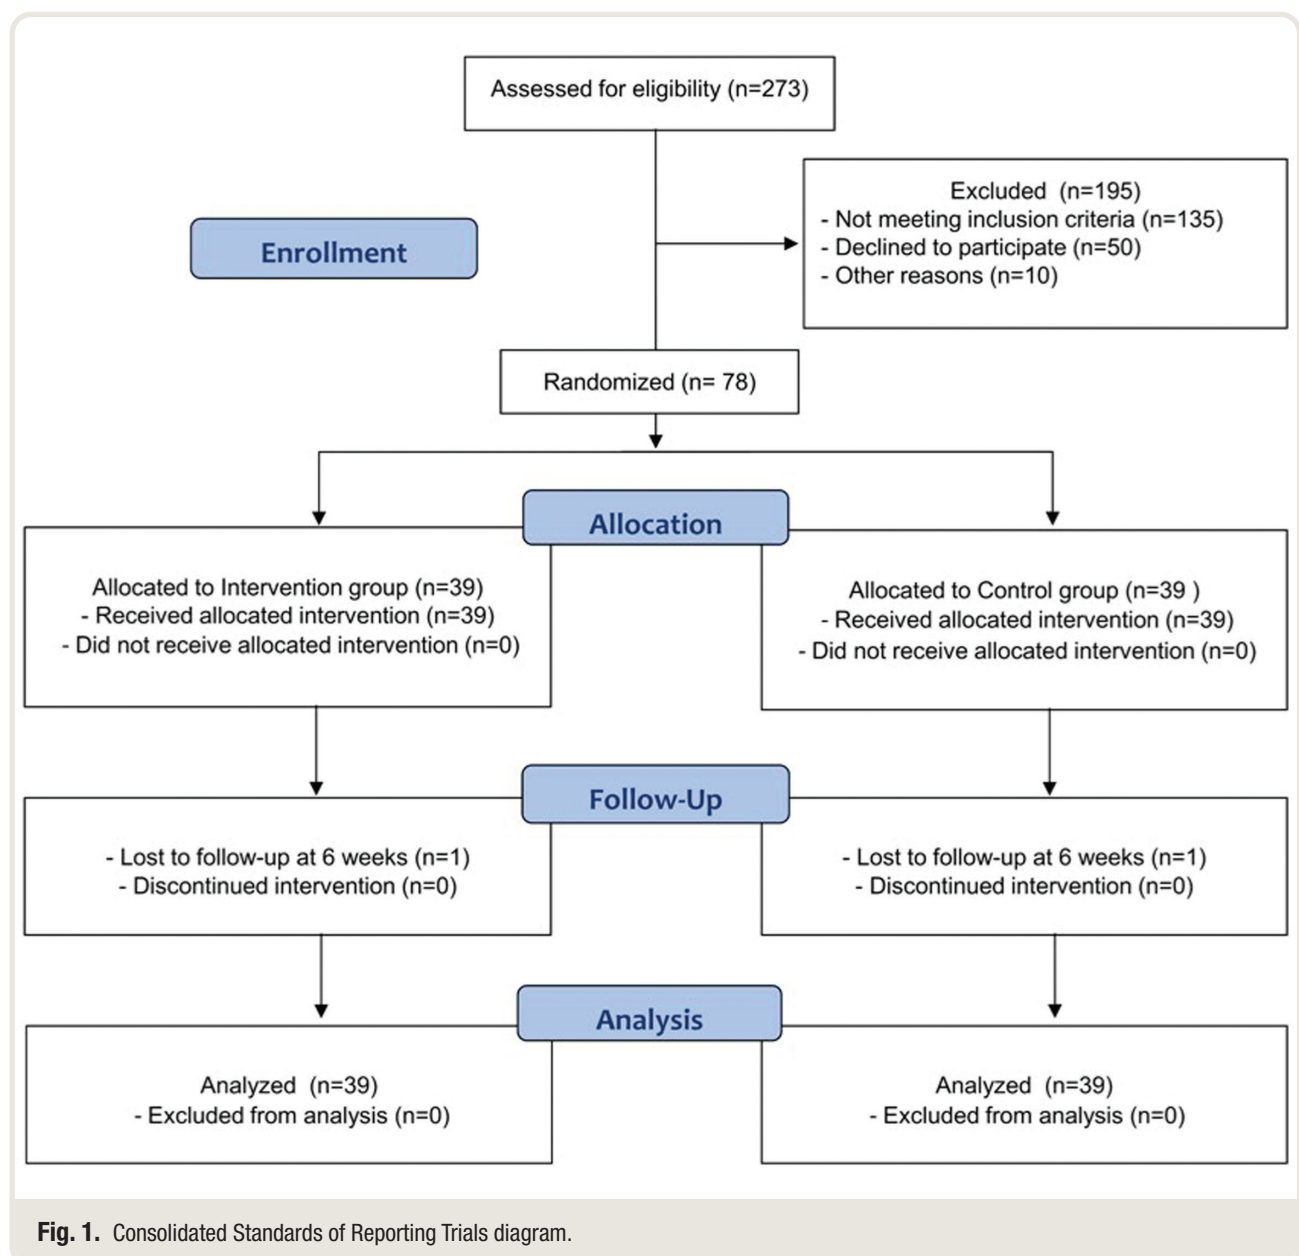 Assessed for eligibility (n=273)
Excluded (n=195)
- Not meeting inclusion criteria (n=135)
- Declined to participate (n=50)
- Other reasons (n=10)
Enrollment
Randomized (n= 78)
Allocation
Allocated to Intervention group (n=39)
- Received allocated intervention (n=39)
- Did not receive allocated intervention (n=0)
Allocated to Control group (n=39 )
- Received allocated intervention (n=39)
- Did not receive allocated intervention (n=0)
Follow-Up
- Lost to follow-up at 6 weeks (n=1)
- Discontinued intervention (n=0)
- Lost to follow-up at 6 weeks (n=1)
- Discontinued intervention (n=0)
Analysis
Analyzed (n=39)
- Excluded from analysis (n=0)
Analyzed (n=39)
- Excluded from analysis (n=0)
Fig. 1. Consolidated Standards of Reporting Trials diagram.